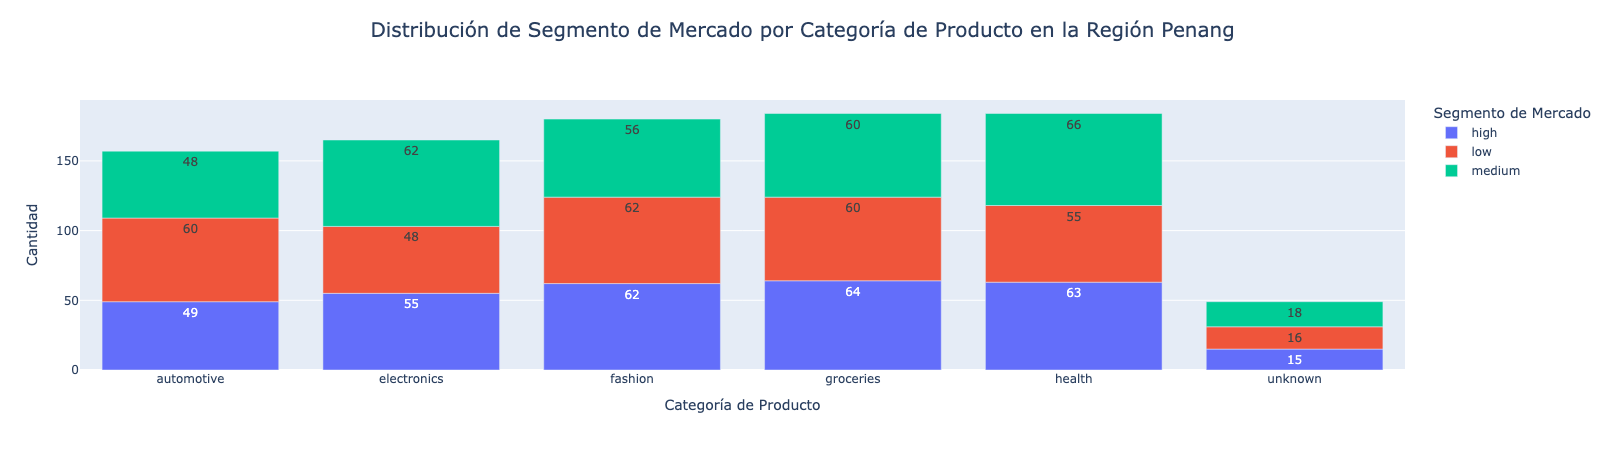 Distribución de Segmento de Mercado por Categoría de Producto en la Región Penang
Segmento de Mercado
high
low
medium
Cantidad
150
100
50
0
48
60
49
62
48
55
56
62
62
60
60
64
66
55
63
18
16
15
automotive
electronics
fashion
groceries
health
unknown
Categoría de Producto